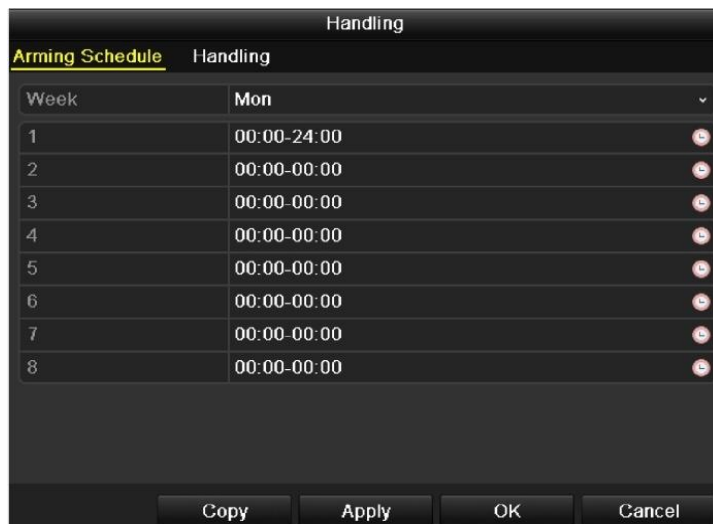 Handling
Arming Schedule Handling
Week Mon
1 00:00-24:00
2 00:00-00:00
3 00:00-00:00
4 00:00-00:00
5 00:00-00:00
6 00:00-00:00
7 00:00-00:00
8 00:00-00:00
Copy Apply OK Cancel